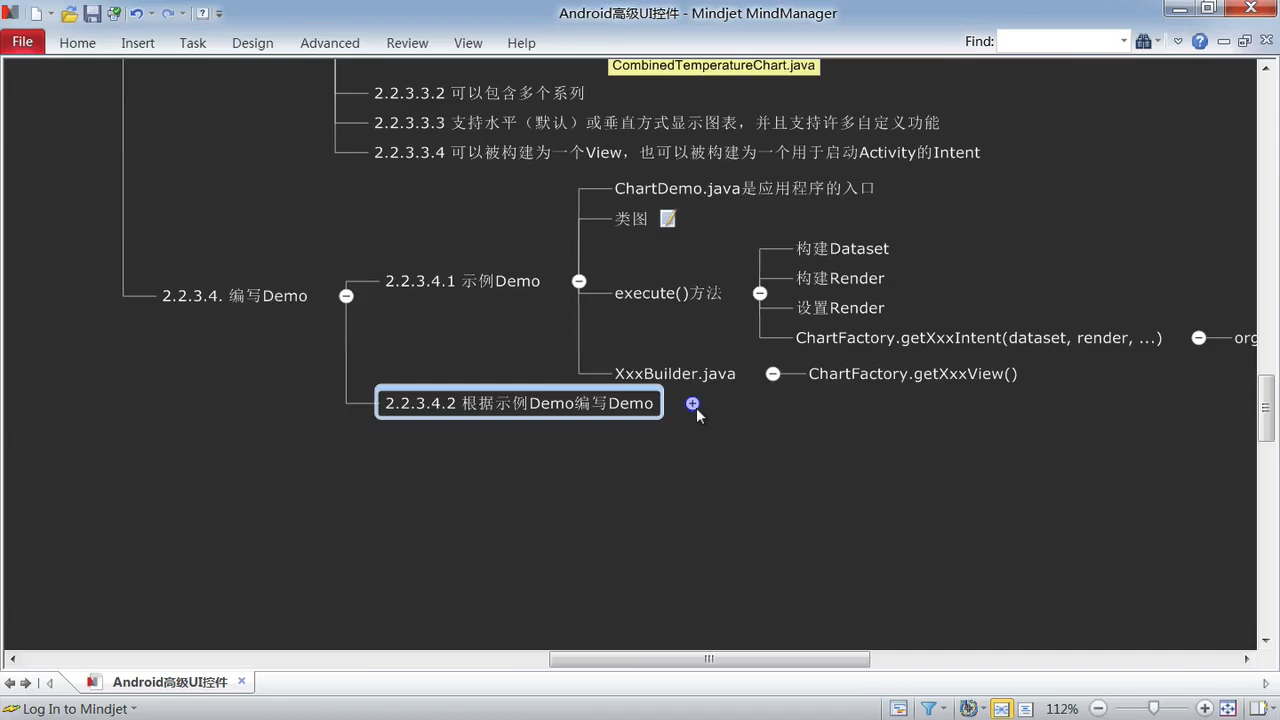 Android高级UI控件 - Mindjet MindManager
File Home Insert Task Design Advanced Review View Help Find:
CombinedTemperatureChart.java
2.2.3.3.2 可以包含多个系列
2.2.3.3.3 支持水平（默认）或垂直方式显示图表，并且支持许多自定义功能
2.2.3.3.4 可以被构建为一个View，也可以被构建为一个用于启动Activity的Intent
ChartDemo.java是应用程序的入口
类图
构建Dataset
构建Render
2.2.3.4.1 示例Demo
execute()方法
2.2.3.4. 编写Demo
设置Render
ChartFactory.getXxxIntent(dataset, render, ...)
org
XxxBuilder.java
ChartFactory.getXxxView()
2.2.3.4.2 根据示例Demo编写Demo
Android高级UI控件
Log In to Mindjet
112%